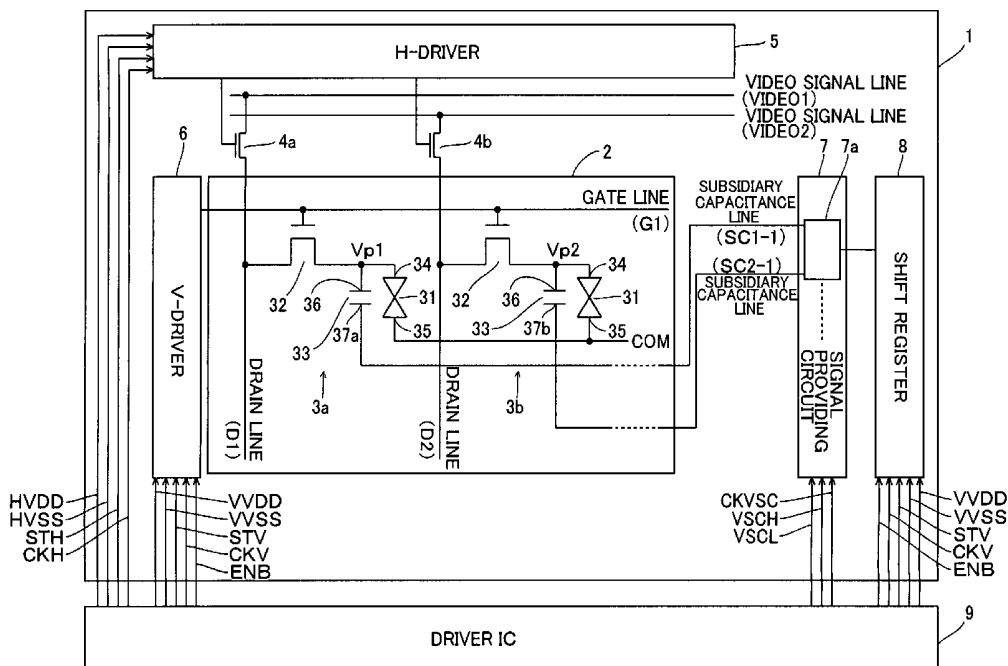 H-DRIVER
5
1
VIDEO SIGNAL LINE
(VIDEO1)
VIDEO SIGNAL LINE
(VIDEO2)
4a
4b
6
2
7
7a
8
GATE LINE
(G1)
SUBSIDIARY
CAPACITANCE
LINE
(SC1-1)
(SC2-1)
SUBSIDIARY
CAPACITANCE
LINE
Vp1
Vp2
34
34
32
36
31
32
36
31
33
37a
35
33
37b
35
COM
V-DRIVER
DRAIN LINE
(D1)
3a
DRAIN LINE
(D2)
3b
SIGNAL
PROVIDING
CIRCUIT
SHIFT REGISTER
HVDD
HVSS
STH
CKH
VVDD
VVSS
STV
CKV
ENB
CKVSC
VSCH
VSCL
VVDD
VVSS
STV
CKV
ENB
DRIVER IC
9